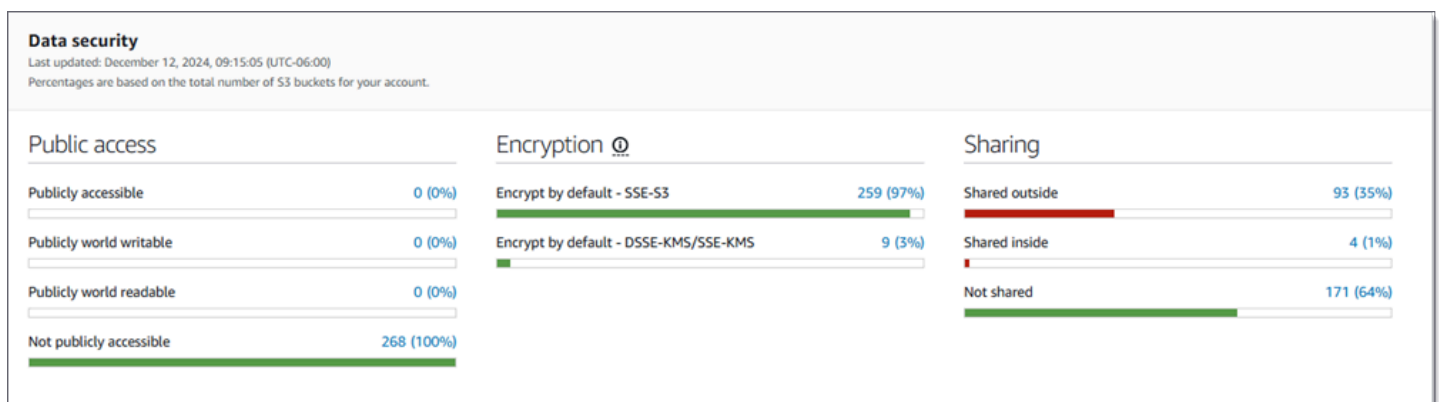 Data security
Last updated: December 12, 2024, 09:15:05 (UTC-06:00)
Percentages are based on the total number of S3 buckets for your account.
Public access
Publicly accessible 0 (0%)
Publicly world writable 0 (0%)
Publicly world readable 0 (0%)
Not publicly accessible 268 (100%)
Encryption
Encrypt by default - SSE-S3 259 (97%)
Encrypt by default - DSSE-KMS/SSE-KMS 9 (3%)
Sharing
Shared outside 93 (35%)
Shared inside 4 (1%)
Not shared 171 (64%)